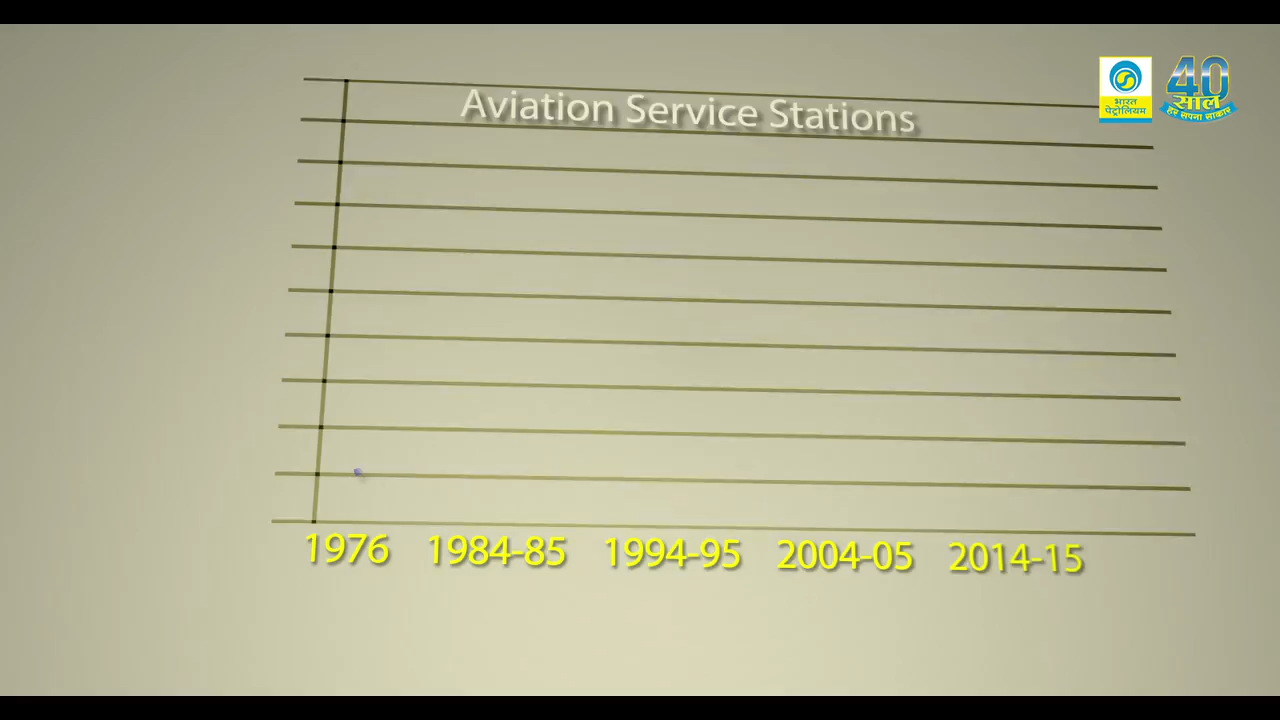 Aviation Service Stations
भारत
पेट्रोलियम
40
साल
हर सपना साकार
1976 1984-85 1994-95 2004-05 2014-15